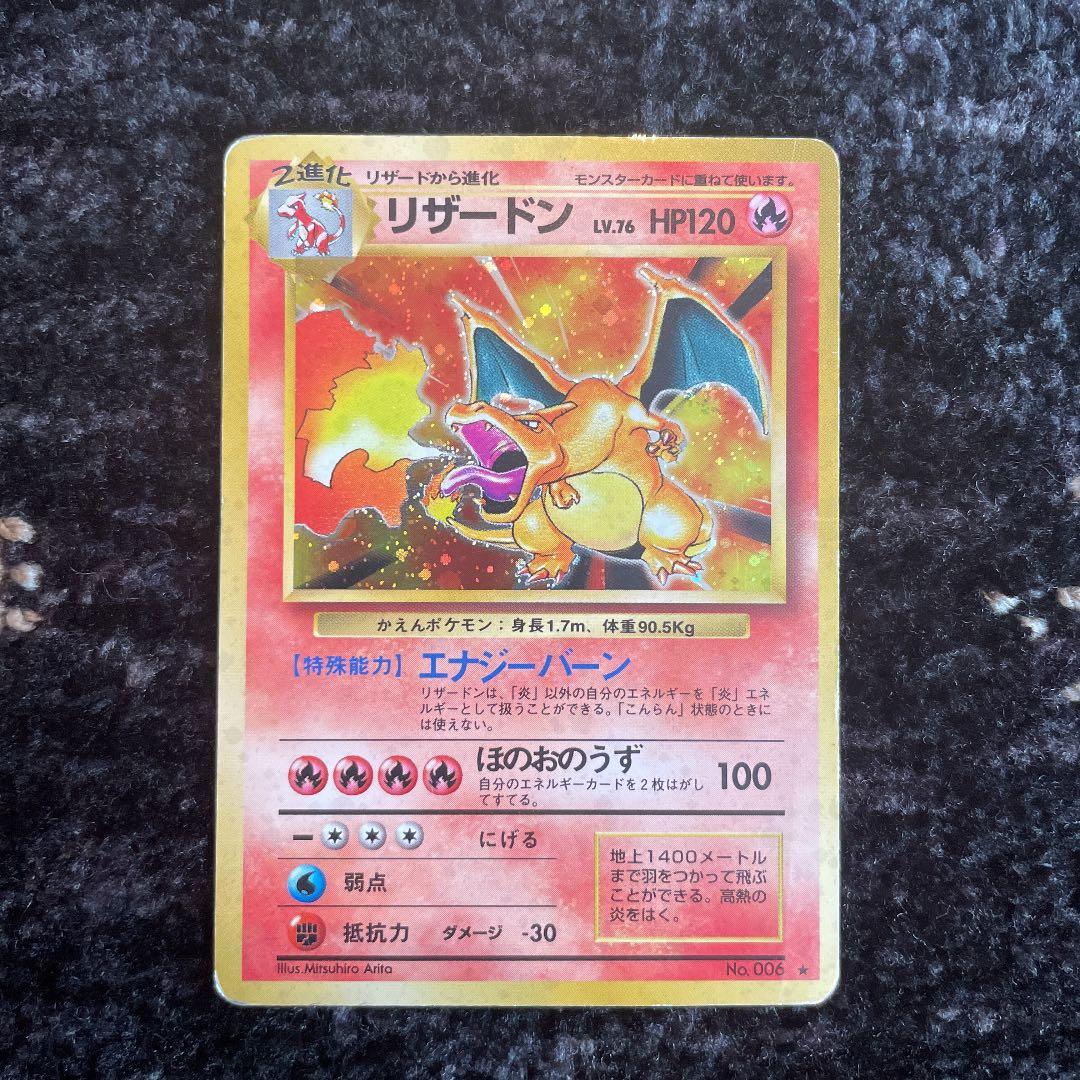 2進化 リザードから進化 モンスターカードに重ねて使います。
リザードン LV.76 HP120
かえんポケモン：身長1.7m、体重90.5Kg
【特殊能力】エナジーバーン
リザードンは、「炎」以外の自分のエネルギーを「炎」エネ
ルギーとして扱うことができる。「こんらん」状態のときに
は使えない。
ほのおのうず 100
自分のエネルギーカードを2枚はがし
てすてる。
にげる
弱点
抵抗力 ダメージ -30
地上1400メートル
まで羽をつかって飛ぶ
ことができる。高熱の
炎をはく。
Illus.Mitsuhiro Arita No. 006 ★